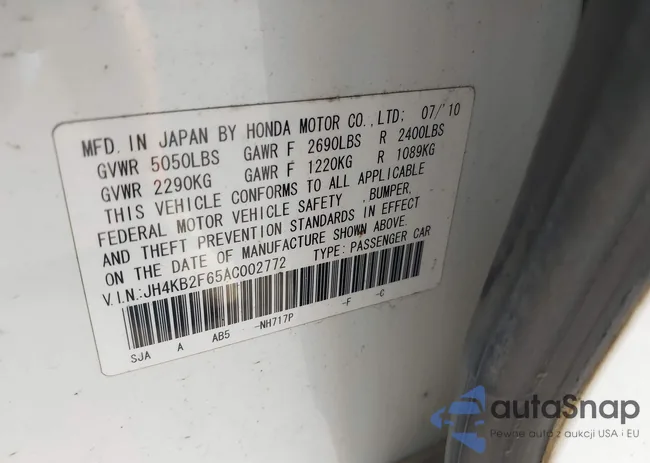 MFD. IN JAPAN BY HONDA MOTOR CO., LTD: 07/'10
GVWR 5050LBS GAWR F 2690LBS R 2400LBS
GVWR 2290KG GAWR F 1220KG R 1089KG
THIS VEHICLE CONFORMS TO ALL APPLICABLE
FEDERAL MOTOR VEHICLE SAFETY ,BUMPER,
AND THEFT PREVENTION STANDARDS IN EFFECT
ON THE DATE OF MANUFACTURE SHOWN ABOVE.
V.I.N.:JH4KB2F65AC002772 TYPE: PASSENGER CAR
SJA A AB5 -NH717P -F -C
autaSnap
Pewne auta z aukcji USA i EU